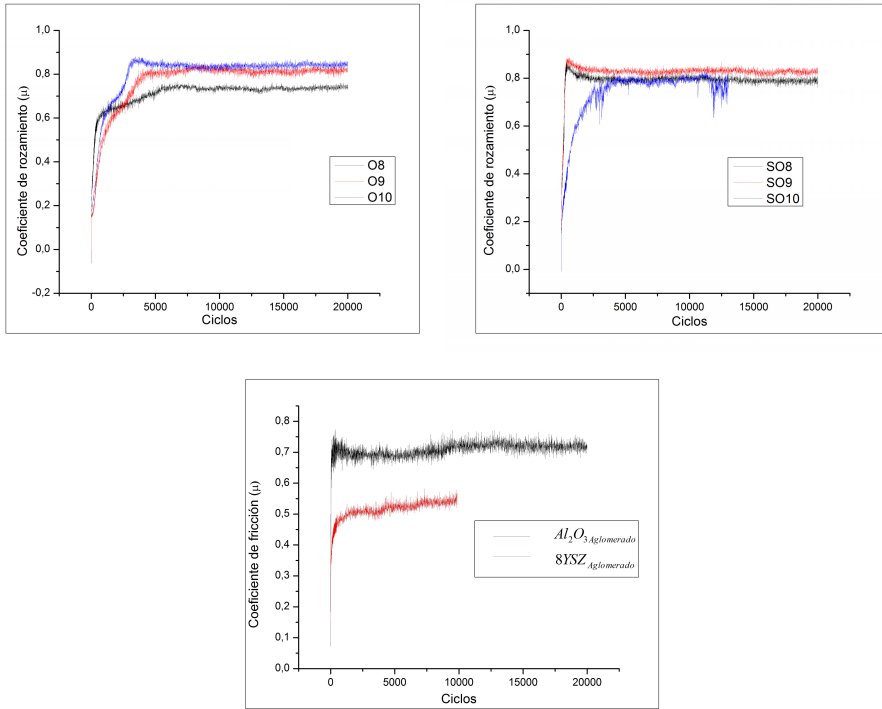 1,0
0,8
0,6
0,4
0,2
0,0
-0,2
Coeficiente de rozamiento (μ)
0
5000
10000
15000
20000
Ciclos
O8
O9
O10
1,0
0,8
0,6
0,4
0,2
0,0
Coeficiente de rozamiento (μ)
0
5000
10000
15000
20000
Ciclos
SO8
SO9
SO10
0,8
0,7
0,6
0,5
0,4
0,3
0,2
0,1
0,0
Coeficiente de fricción (μ)
0
5000
10000
15000
20000
Ciclos
Al₂O₃ Aglomerado
8YSZ Aglomerado